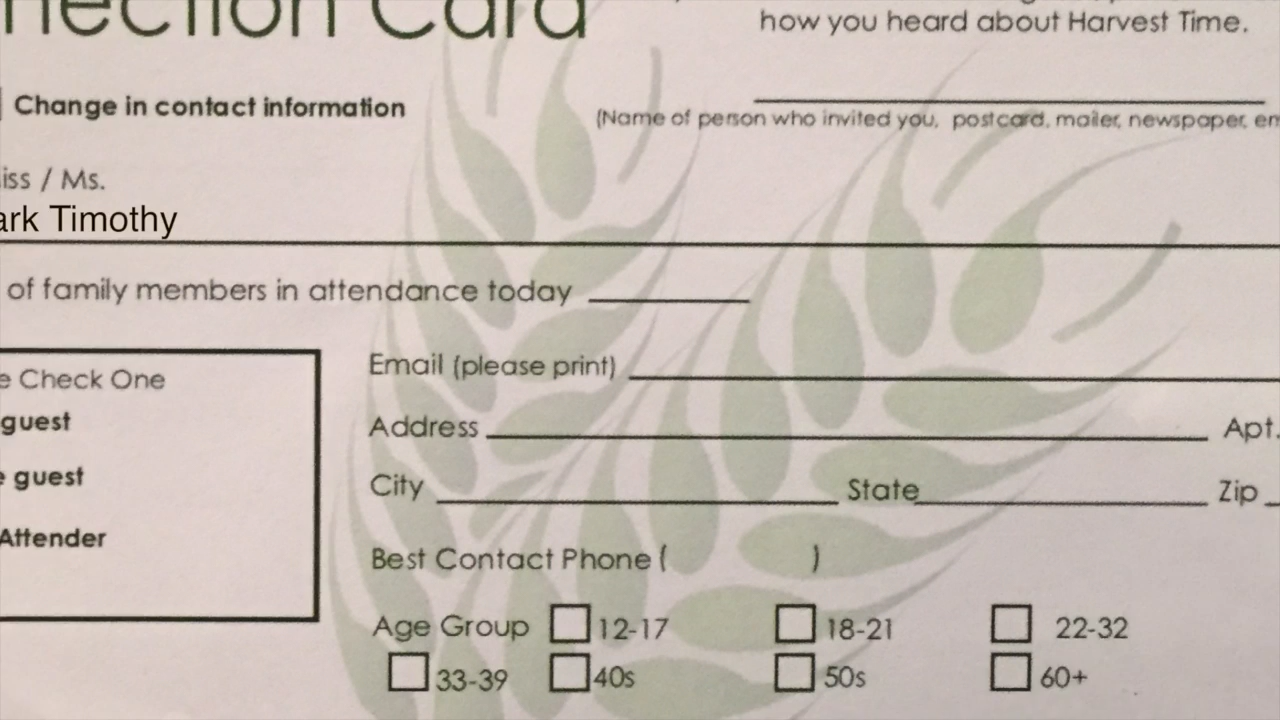 nection Card
how you heard about Harvest Time.
Change in contact information
(Name of person who invited you, postcard, mailer, newspaper, em
iss / Ms.
ark Timothy
of family members in attendance today
e Check One
guest
e guest
Attender
Email (please print)
Address Apt.
City State Zip
Best Contact Phone ( )
Age Group 12-17 18-21 22-32
33-39 40s 50s 60+